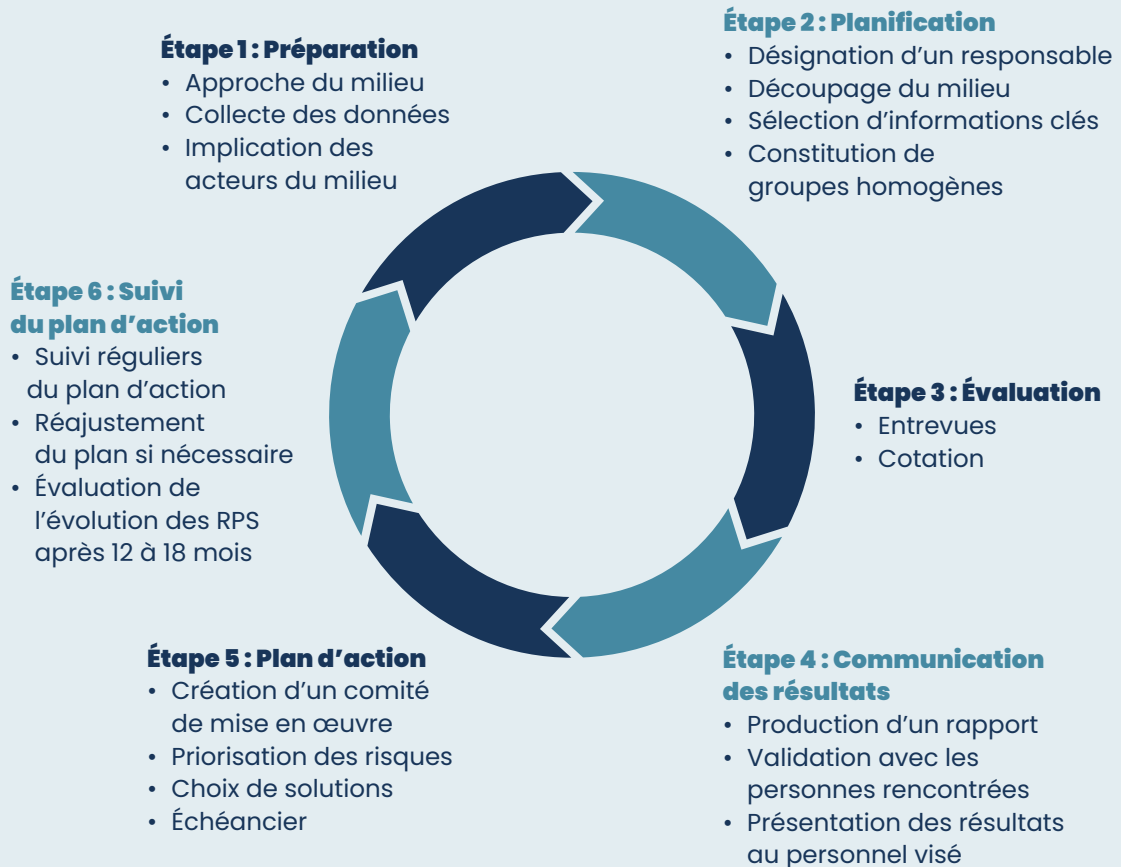 Étape 1 : Préparation
• Approche du milieu
• Collecte des données
• Implication des
acteurs du milieu
Étape 2 : Planification
• Désignation d'un responsable
• Découpage du milieu
• Sélection d'informations clés
• Constitution de
groupes homogènes
Étape 3 : Évaluation
• Entrevues
• Cotation
Étape 4 : Communication
des résultats
• Production d'un rapport
• Validation avec les
personnes rencontrées
• Présentation des résultats
au personnel visé
Étape 5 : Plan d'action
• Création d'un comité
de mise en œuvre
• Priorisation des risques
• Choix de solutions
• Échéancier
Étape 6 : Suivi
du plan d'action
• Suivi réguliers
du plan d'action
• Réajustement
du plan si nécessaire
• Évaluation de
l'évolution des RPS
après 12 à 18 mois